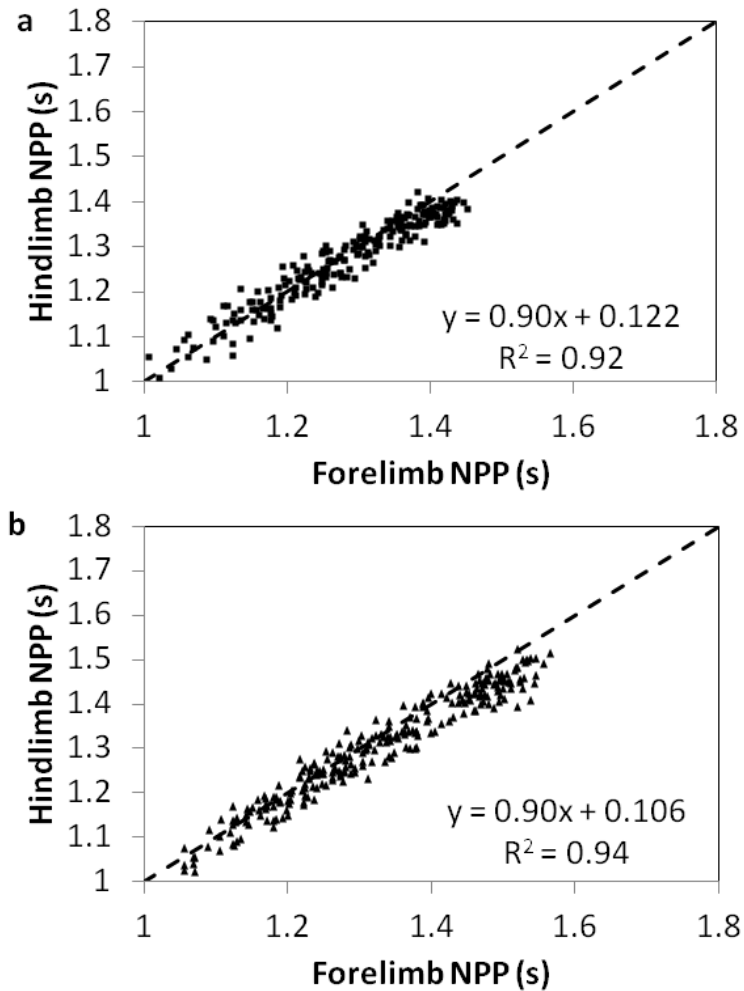 a
Hindlimb NPP (s)
1.8
1.7
1.6
1.5
1.4
1.3
1.2
1.1
1
y = 0.90x + 0.122
R² = 0.92
1 1.2 1.4 1.6 1.8
Forelimb NPP (s)
b
Hindlimb NPP (s)
1.8
1.7
1.6
1.5
1.4
1.3
1.2
1.1
1
y = 0.90x + 0.106
R² = 0.94
1 1.2 1.4 1.6 1.8
Forelimb NPP (s)